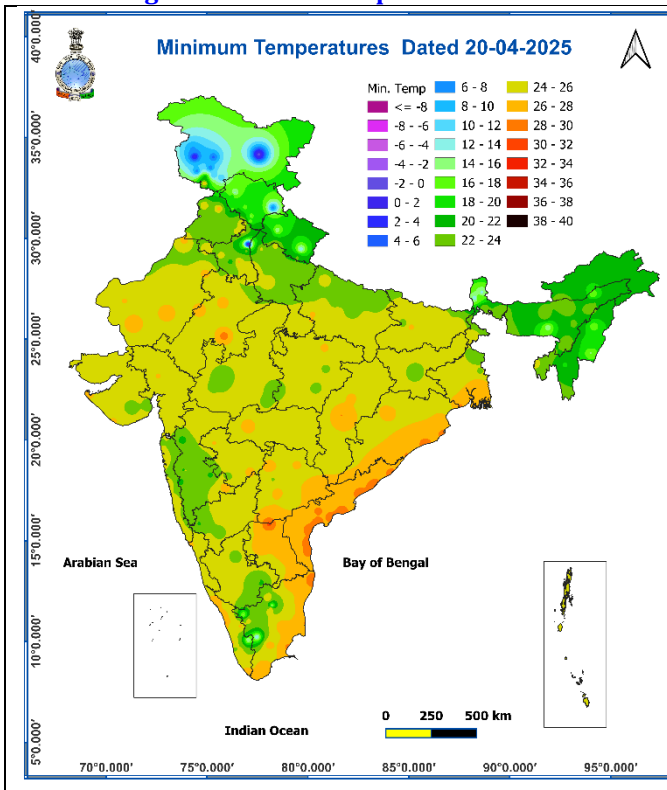 Minimum Temperatures Dated 20-04-2025
Min. Temp
<= -8
-8 - -6
-6 - -4
-4 - -2
-2 - 0
0 - 2
2 - 4
4 - 6
6 - 8
8 - 10
10 - 12
12 - 14
14 - 16
16 - 18
18 - 20
20 - 22
22 - 24
24 - 26
26 - 28
28 - 30
30 - 32
32 - 34
34 - 36
36 - 38
38 - 40
40°0.000'
35°0.000'
30°0.000'
25°0.000'
20°0.000'
15°0.000'
10°0.000'
5°0.000'
Arabian Sea
Bay of Bengal
Indian Ocean
0 250 500 km
70°0.000' 75°0.000' 80°0.000' 85°0.000' 90°0.000' 95°0.000'